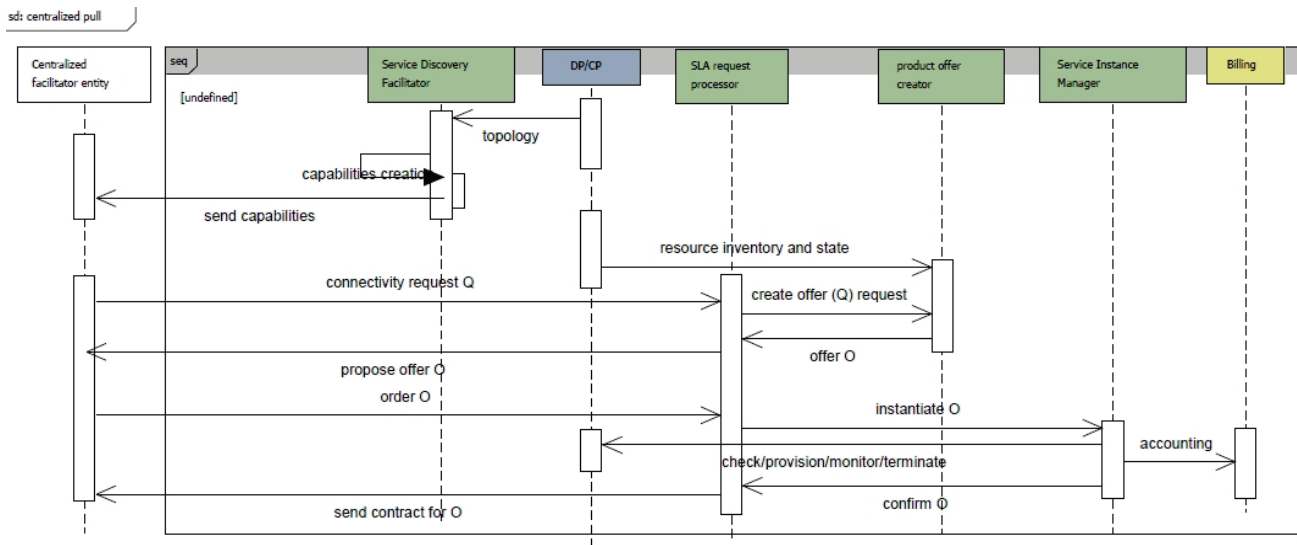 sd: centralized pull
Centralized
facilitator entity
seq
Service Discovery
Facilitator
DP/CP
SLA request
processor
product offer
creator
Service Instance
Manager
Billing
[undefined]
topology
capabilities creation
send capabilities
resource inventory and state
connectivity request Q
create offer (Q) request
offer O
propose offer O
order O
instantiate O
accounting
check/provision/monitor/terminate
confirm O
send contract for O